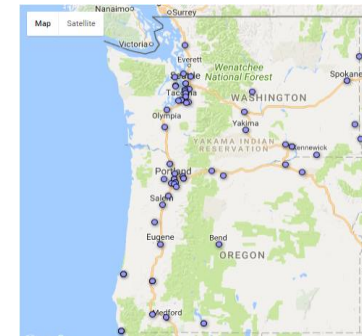 Nanaimo
Surrey
Map Satellite
Victoria
Everett
Seattle
Wenatchee
National Forest
Spokane
Tacoma
WASHINGTON
Olympia
Yakima
YAKAMA INDIAN
RESERVATION
Kennewick
Portland
Salem
Eugene
Bend
OREGON
Medford